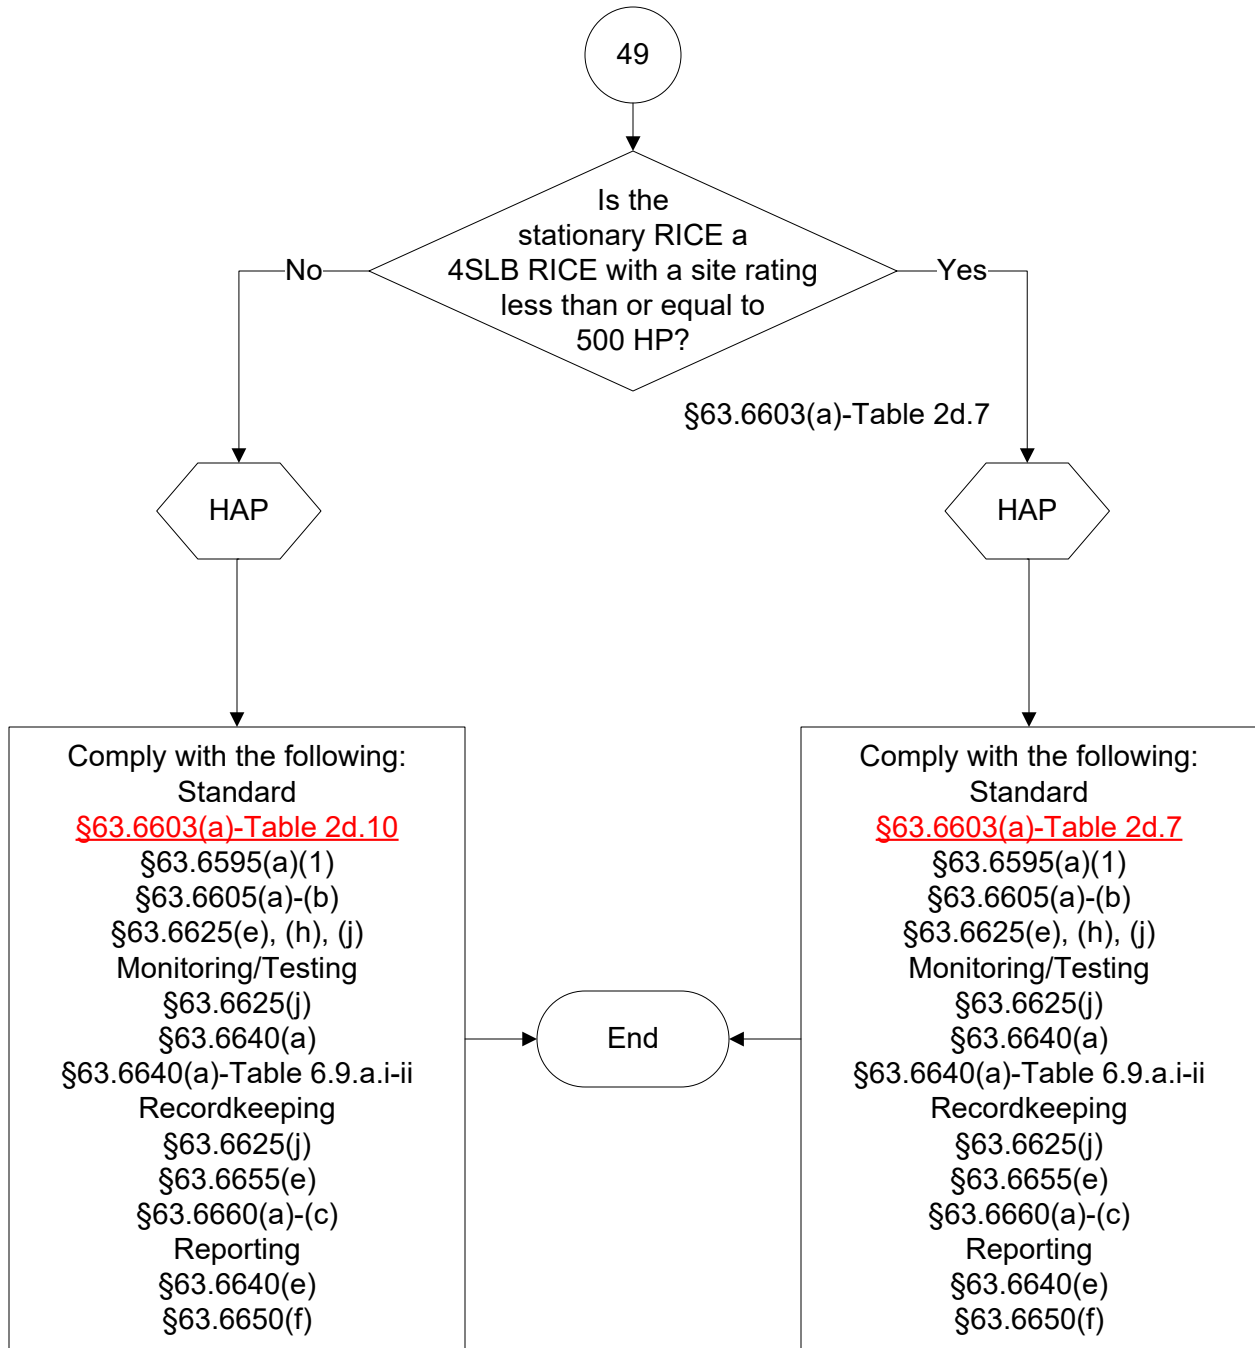 49
Is the
stationary RICE a
4SLB RICE with a site rating
less than or equal to
500 HP?
No
Yes
§63.6603(a)-Table 2d.7
HAP
HAP
Comply with the following:
Standard
§63.6603(a)-Table 2d.10
§63.6595(a)(1)
§63.6605(a)-(b)
§63.6625(e), (h), (j)
Monitoring/Testing
§63.6625(j)
§63.6640(a)
§63.6640(a)-Table 6.9.a.i-ii
Recordkeeping
§63.6625(j)
§63.6655(e)
§63.6660(a)-(c)
Reporting
§63.6640(e)
§63.6650(f)
End
Comply with the following:
Standard
§63.6603(a)-Table 2d.7
§63.6595(a)(1)
§63.6605(a)-(b)
§63.6625(e), (h), (j)
Monitoring/Testing
§63.6625(j)
§63.6640(a)
§63.6640(a)-Table 6.9.a.i-ii
Recordkeeping
§63.6625(j)
§63.6655(e)
§63.6660(a)-(c)
Reporting
§63.6640(e)
§63.6650(f)